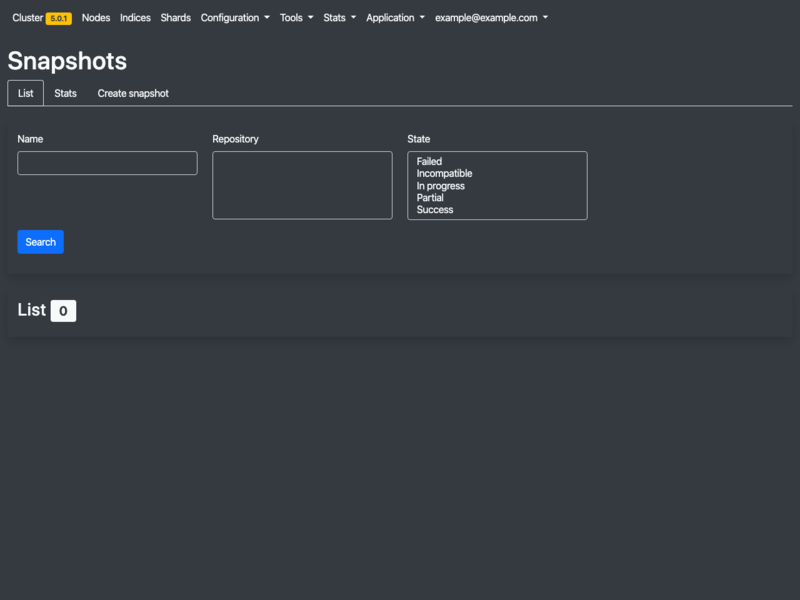 Cluster 5.0.1 Nodes Indices Shards Configuration Tools Stats Application example@example.com
Snapshots
List Stats Create snapshot
Name Repository State
Failed
Incompatible
In progress
Partial
Success
Search
List 0